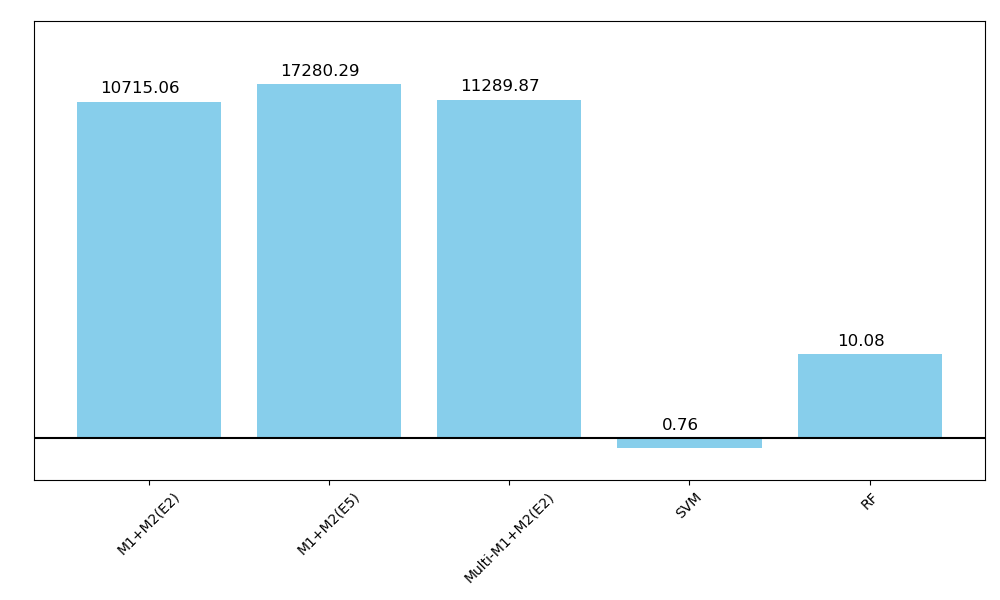 17280.29
10715.06
11289.87
10.08
0.76
M1+M2(E2)
M1+M2(E5)
Multi-M1+M2(E2)
SVM
RF